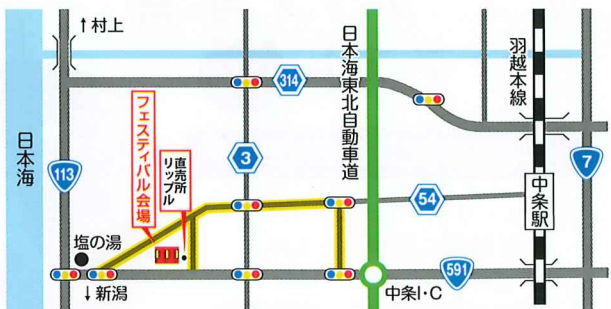 ↑村上
日本海
113
314
日本海東北自動車道
羽越本線
フェスティバル会場
直売所
リップル
3
54
7
中条駅
塩の湯
↓新潟
中条I・C
591